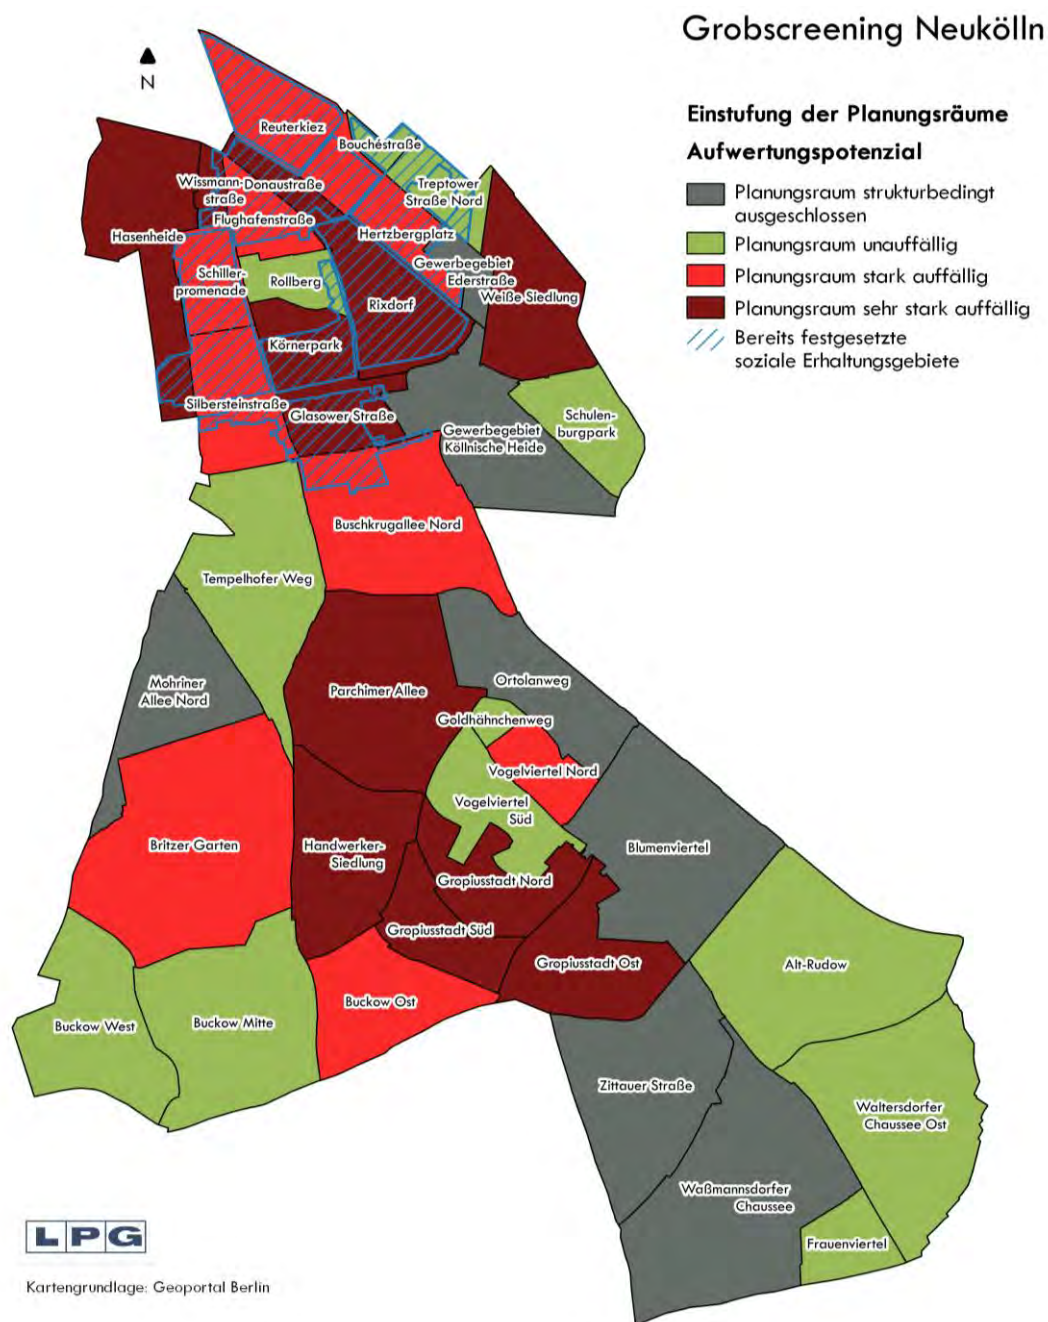 Grobscreening Neukölln
N
Einstufung der Planungsräume
Aufwertungspotenzial
Planungsraum strukturbedingt
ausgeschlossen
Planungsraum unauffällig
Planungsraum stark auffällig
Planungsraum sehr stark auffällig
Bereits festgesetzte
soziale Erhaltungsgebiete
Reuterkiez
Bouchéstraße
Wissmann-
straße
Donaustraße
Treptower
Straße Nord
Flughafenstraße
Hasenheide
Hertzbergplatz
Schiller-
promenade
Rollberg
Gewerbegebiet
Ederstraße
Weiße Siedlung
Rixdorf
Körnerpark
Silbersteinstraße
Glasower Straße
Schulen-
burgpark
Gewerbegebiet
Köllnische Heide
Buschkrugallee Nord
Tempelhofer Weg
Mohriner
Allee Nord
Parchimer Allee
Ortolanweg
Goldhähnchenweg
Vogelviertel Nord
Vogelviertel
Süd
Britzer Garten
Handwerker-
Siedlung
Blumenviertel
Gropiusstadt Nord
Gropiusstadt Süd
Gropiusstadt Ost
Alt-Rudow
Buckow Ost
Buckow West
Buckow Mitte
Zittauer Straße
Waltersdorfer
Chaussee Ost
Waßmannsdorfer
Chaussee
Frauenviertel
LPG
Kartengrundlage: Geoportal Berlin